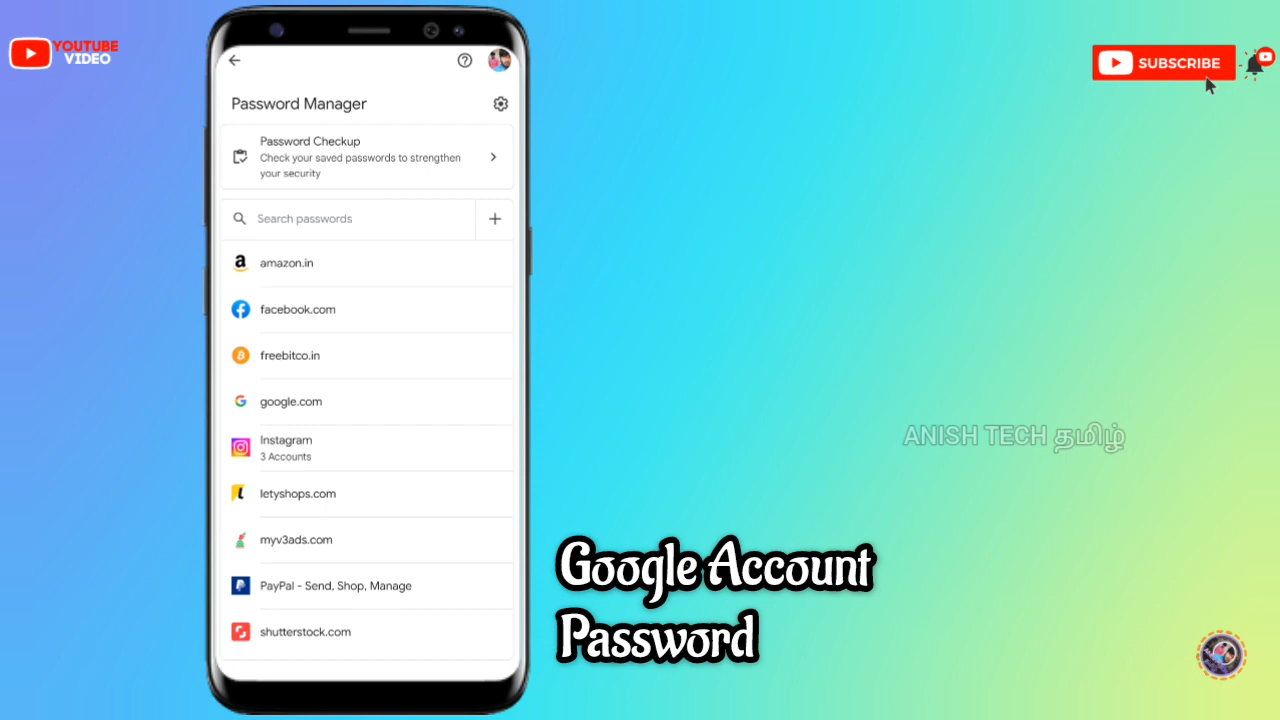 YOUTUBE
VIDEO
SUBSCRIBE
Password Manager
Password Checkup
Check your saved passwords to strengthen
your security
Search passwords
amazon.in
facebook.com
freebitco.in
google.com
Instagram
3 Accounts
letyshops.com
myv3ads.com
PayPal - Send, Shop, Manage
shutterstock.com
ANISH TECH தமிழ்
Google Account
Password